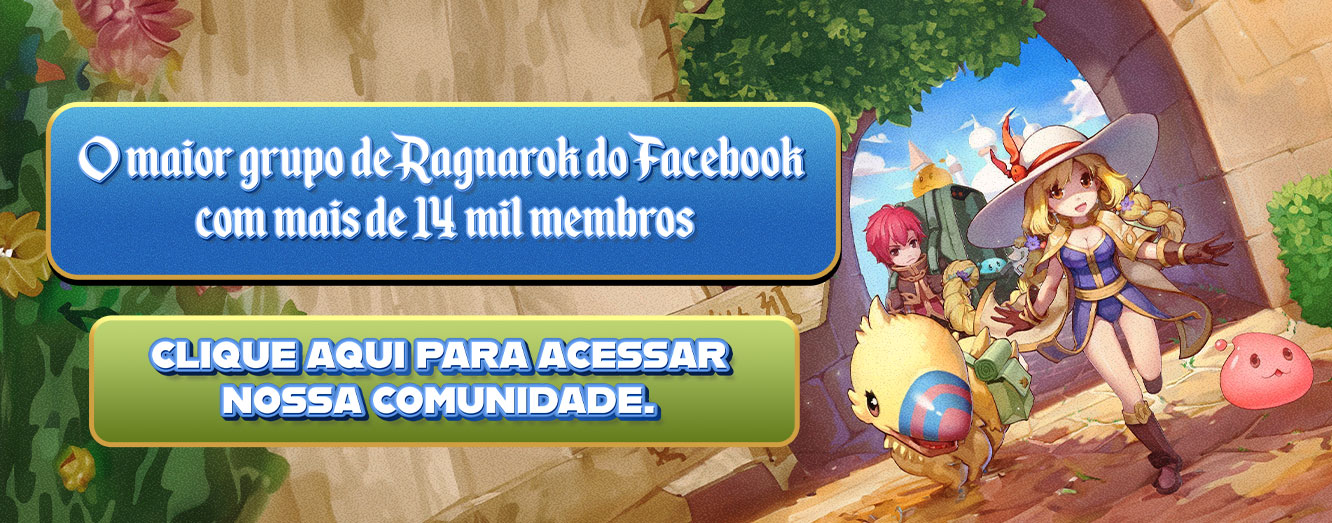 O maior grupo de Ragnarok do Facebook
com mais de 14 mil membros
CLIQUE AQUI PARA ACESSAR
NOSSA COMUNIDADE.